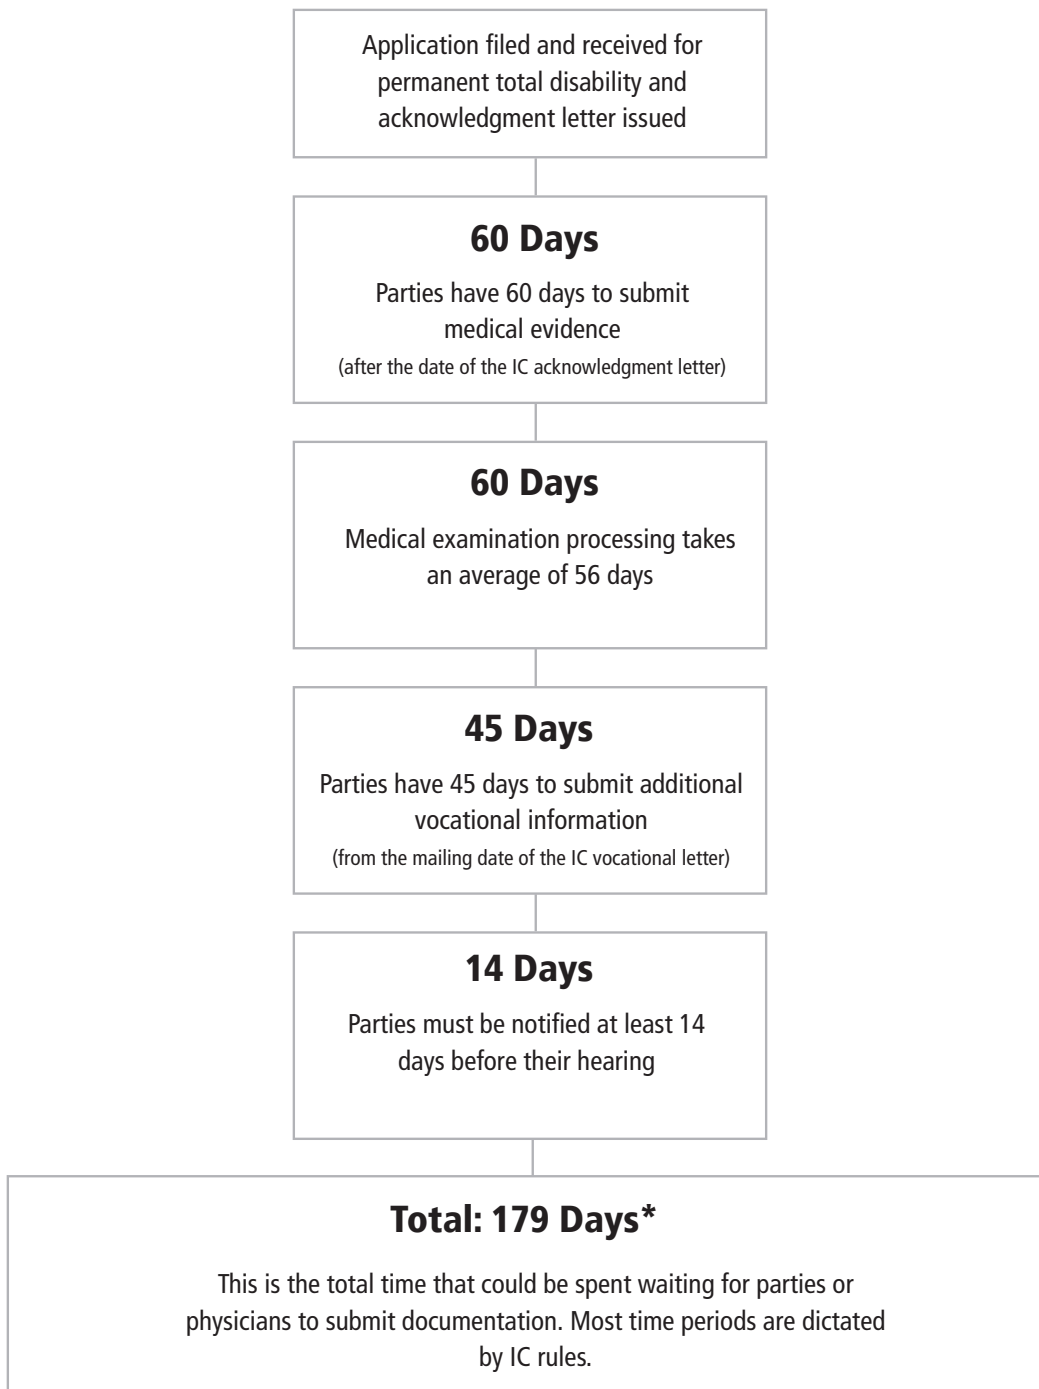 Application filed and received for
permanent total disability and
acknowledgment letter issued
60 Days
Parties have 60 days to submit
medical evidence
(after the date of the IC acknowledgment letter)
60 Days
Medical examination processing takes
an average of 56 days
45 Days
Parties have 45 days to submit additional
vocational information
(from the mailing date of the IC vocational letter)
14 Days
Parties must be notified at least 14
days before their hearing
Total: 179 Days*
This is the total time that could be spent waiting for parties or
physicians to submit documentation. Most time periods are dictated
by IC rules.